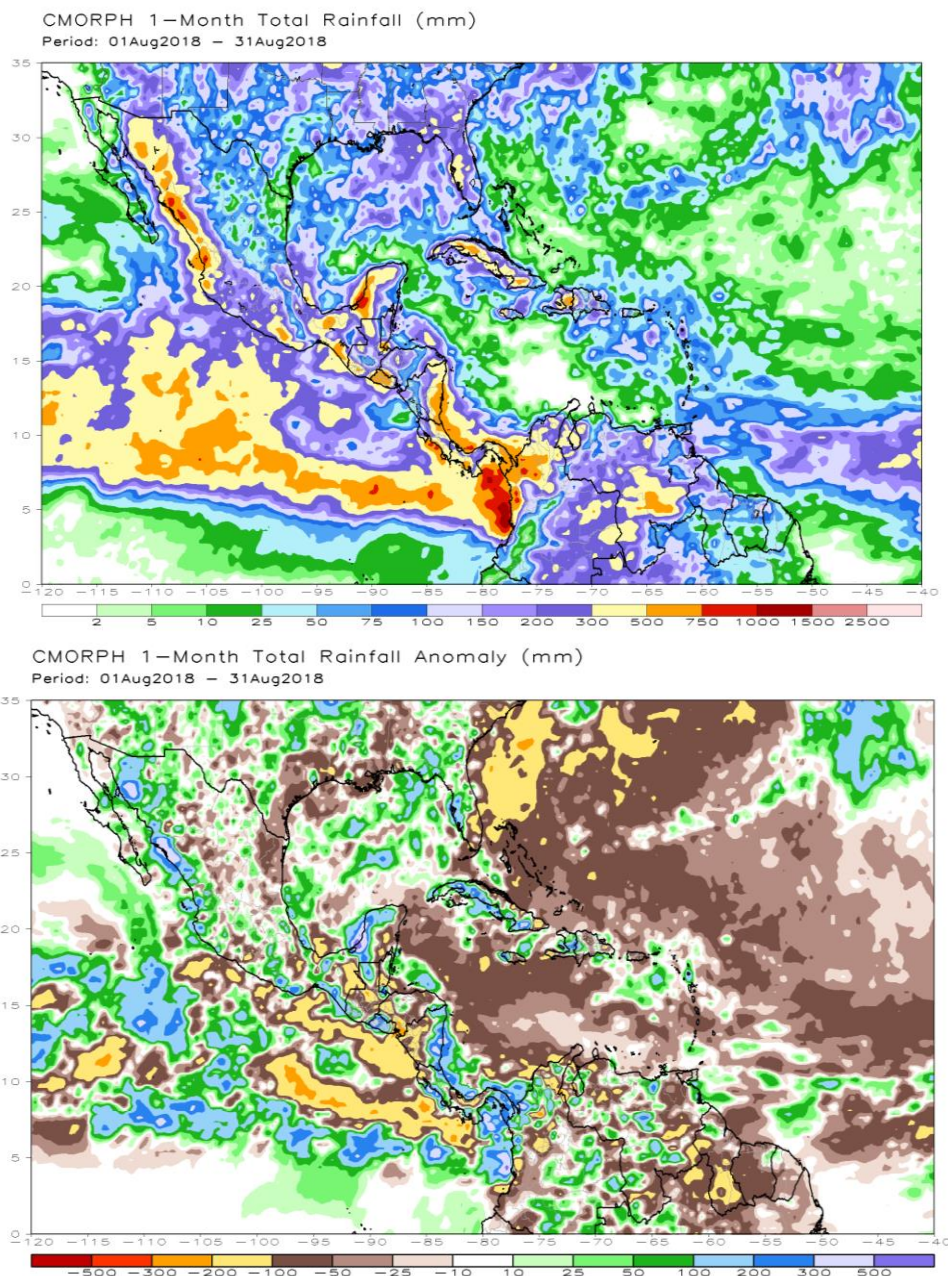 CMORPH 1-Month Total Rainfall (mm)
Period: 01Aug2018 - 31Aug2018
35
30
25
20
15
10
5
0
-120 -115 -110 -105 -100 -95 -90 -85 -80 -75 -70 -65 -60 -55 -50 -45 -40
2 5 10 25 50 75 100 150 200 300 500 750 1000 1500 2500
CMORPH 1-Month Total Rainfall Anomaly (mm)
Period: 01Aug2018 - 31Aug2018
35
30
25
20
15
10
5
0
-120 -115 -110 -105 -100 -95 -90 -85 -80 -75 -70 -65 -60 -55 -50 -45 -40
-500 -300 -200 -100 -50 -25 -10 10 25 50 100 200 300 500